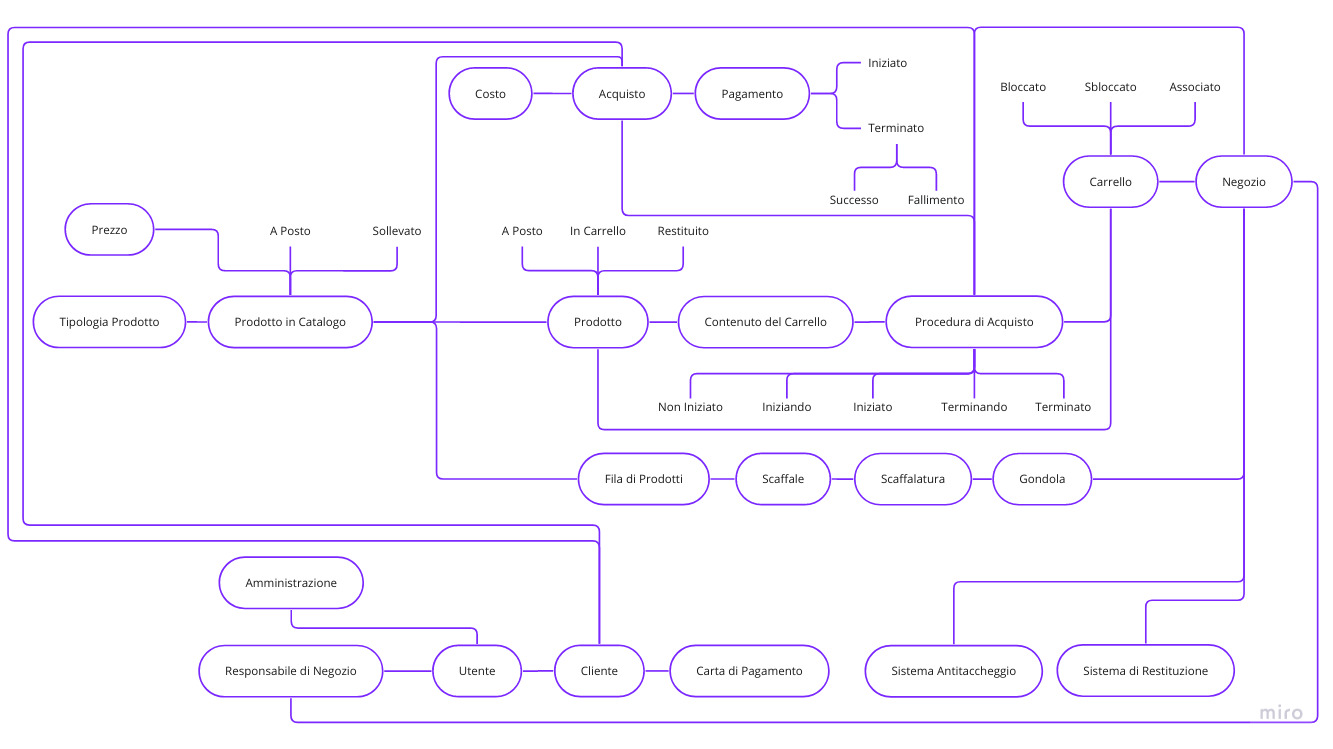 Iniziato
Costo
Acquisto
Pagamento
Bloccato
Sbloccato
Associato
Terminato
Carrello
Negozio
Successo
Fallimento
Prezzo
A Posto
Sollevato
A Posto
In Carrello
Restituito
Tipologia Prodotto
Prodotto in Catalogo
Prodotto
Contenuto del Carrello
Procedura di Acquisto
Non Iniziato
Iniziando
Iniziato
Terminando
Terminato
Fila di Prodotti
Scaffale
Scaffalatura
Gondola
Amministrazione
Responsabile di Negozio
Utente
Cliente
Carta di Pagamento
Sistema Antitaccheggio
Sistema di Restituzione
miro